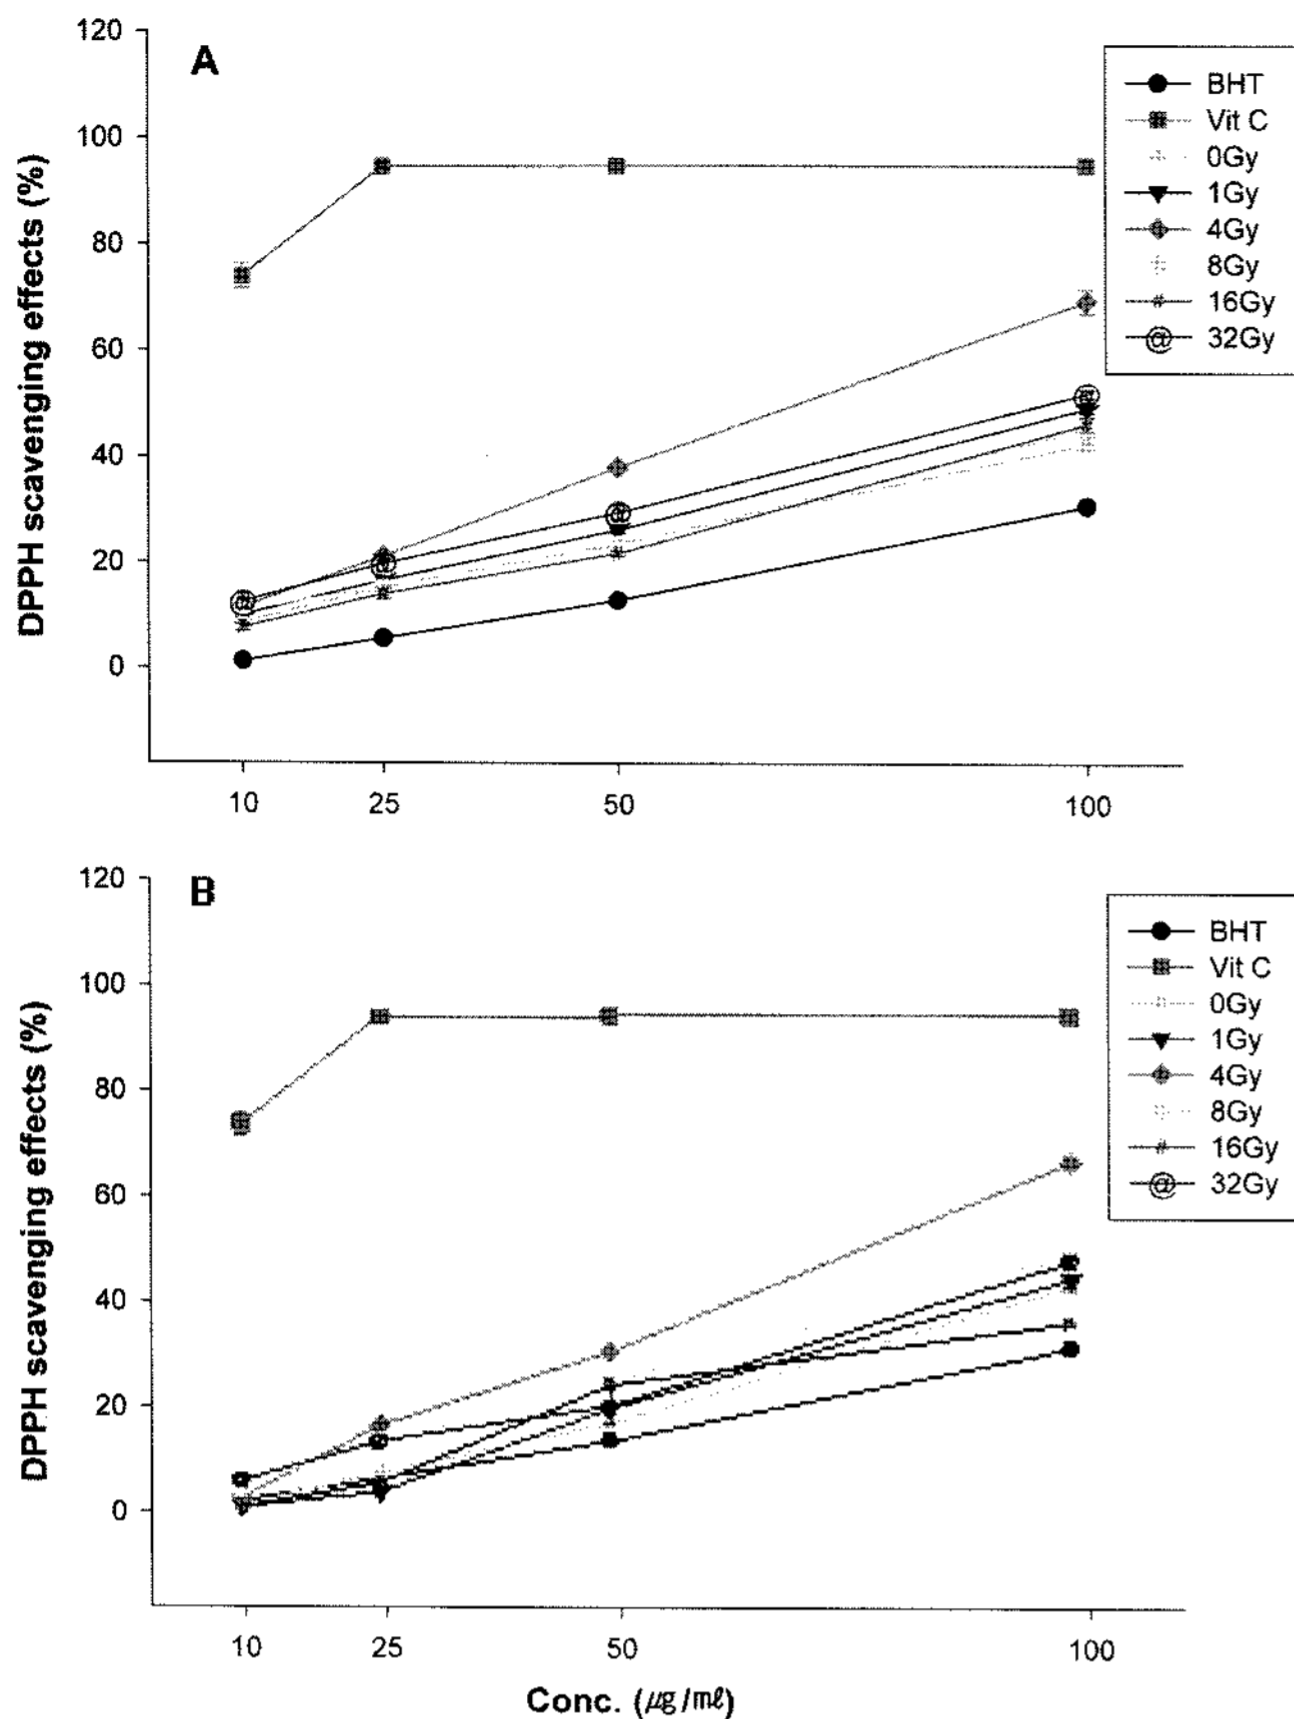 A
120
100
80
60
40
20
0
DPPH scavenging effects (%)
10 25 50 100
BHT
Vit C
0Gy
1Gy
4Gy
8Gy
16Gy
32Gy
B
120
100
80
60
40
20
0
DPPH scavenging effects (%)
10 25 50 100
Conc. (μg/mℓ)
BHT
Vit C
0Gy
1Gy
4Gy
8Gy
16Gy
32Gy